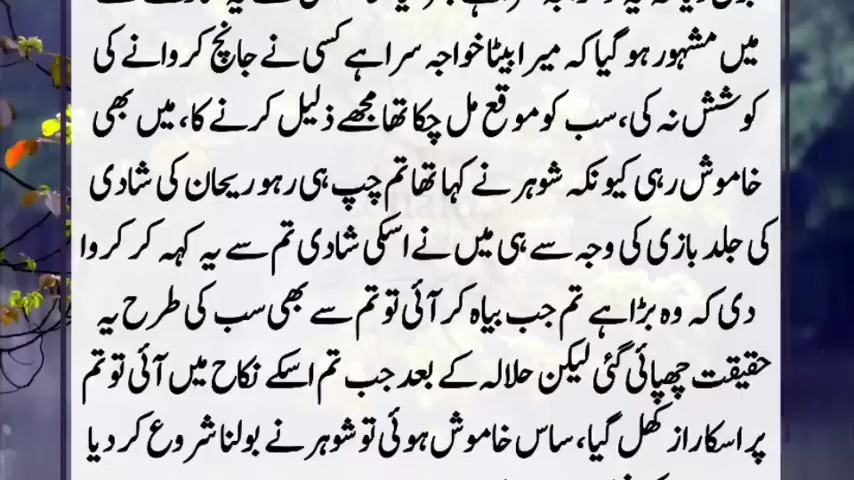 میں مشہور ہو گیا کہ میرا بیٹا خواجہ سرا ہے کسی نے جانچ کروانے کی
کوشش نہ کی، سب کو موقع مل چکا تھا مجھے ذلیل کرنے کا، میں بھی
خاموش رہی کیونکہ شوہر نے کہا تھا تم چپ ہی رہو ریحان کی شادی
کی جلد بازی کی وجہ سے ہی میں نے اسکی شادی تم سے یہ کہہ کر کروا
دی کہ وہ بڑا ہے تم جب بیاہ کر آئی تو تم سے بھی سب کی طرح یہ
حقیقت چھپائی گئی لیکن حلالہ کے بعد جب تم اسکے نکاح میں آئی تو تم
پر اسکا راز کھل گیا، ساس خاموش ہوئی تو شوہر نے بولنا شروع کر دیا